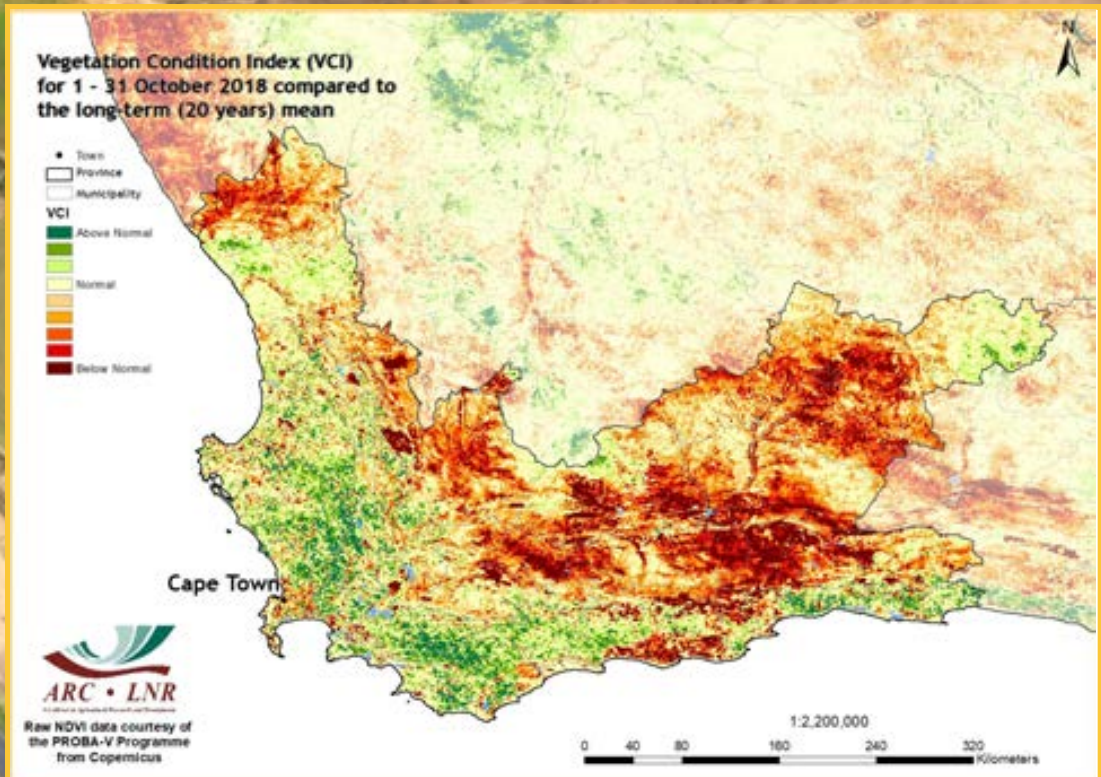 Vegetation Condition Index (VCI)
for 1 - 31 October 2018 compared to
the long-term (20 years) mean
N
Town
Province
Municipality
VCI
Above Normal
Normal
Below Normal
Cape Town
ARC • LNR
Raw NDVI data courtesy of
the PROBA-V Programme
from Copernicus
1:2,200,000
0 40 80 160 240 320
Kilometers